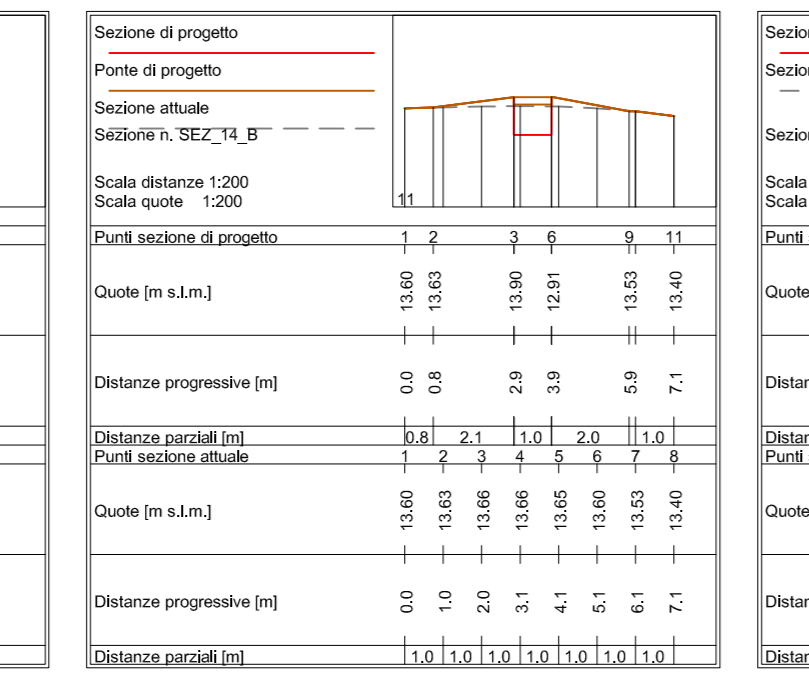 Sezione di progetto
Ponte di progetto
Sezione attuale
Sezione n. SEZ_14_B
Scala distanze 1:200
Scala quote 1:200
11
Punti sezione di progetto 1 2 3 6 9 11
Quote [m s.l.m.] 13.60 13.63 13.90 12.91 13.53 13.40
Distanze progressive [m] 0.0 0.8 2.9 3.9 5.9 7.1
Distanze parziali [m] 0.8 2.1 1.0 2.0 1.0
Punti sezione attuale 1 2 3 4 5 6 7 8
Quote [m s.l.m.] 13.60 13.63 13.66 13.66 13.65 13.60 13.53 13.40
Distanze progressive [m] 0.0 1.0 2.0 3.1 4.1 5.1 6.1 7.1
Distanze parziali [m] 1.0 1.0 1.0 1.0 1.0 1.0 1.0
Scala
Scala
Punti
Quote
Punti
Quote